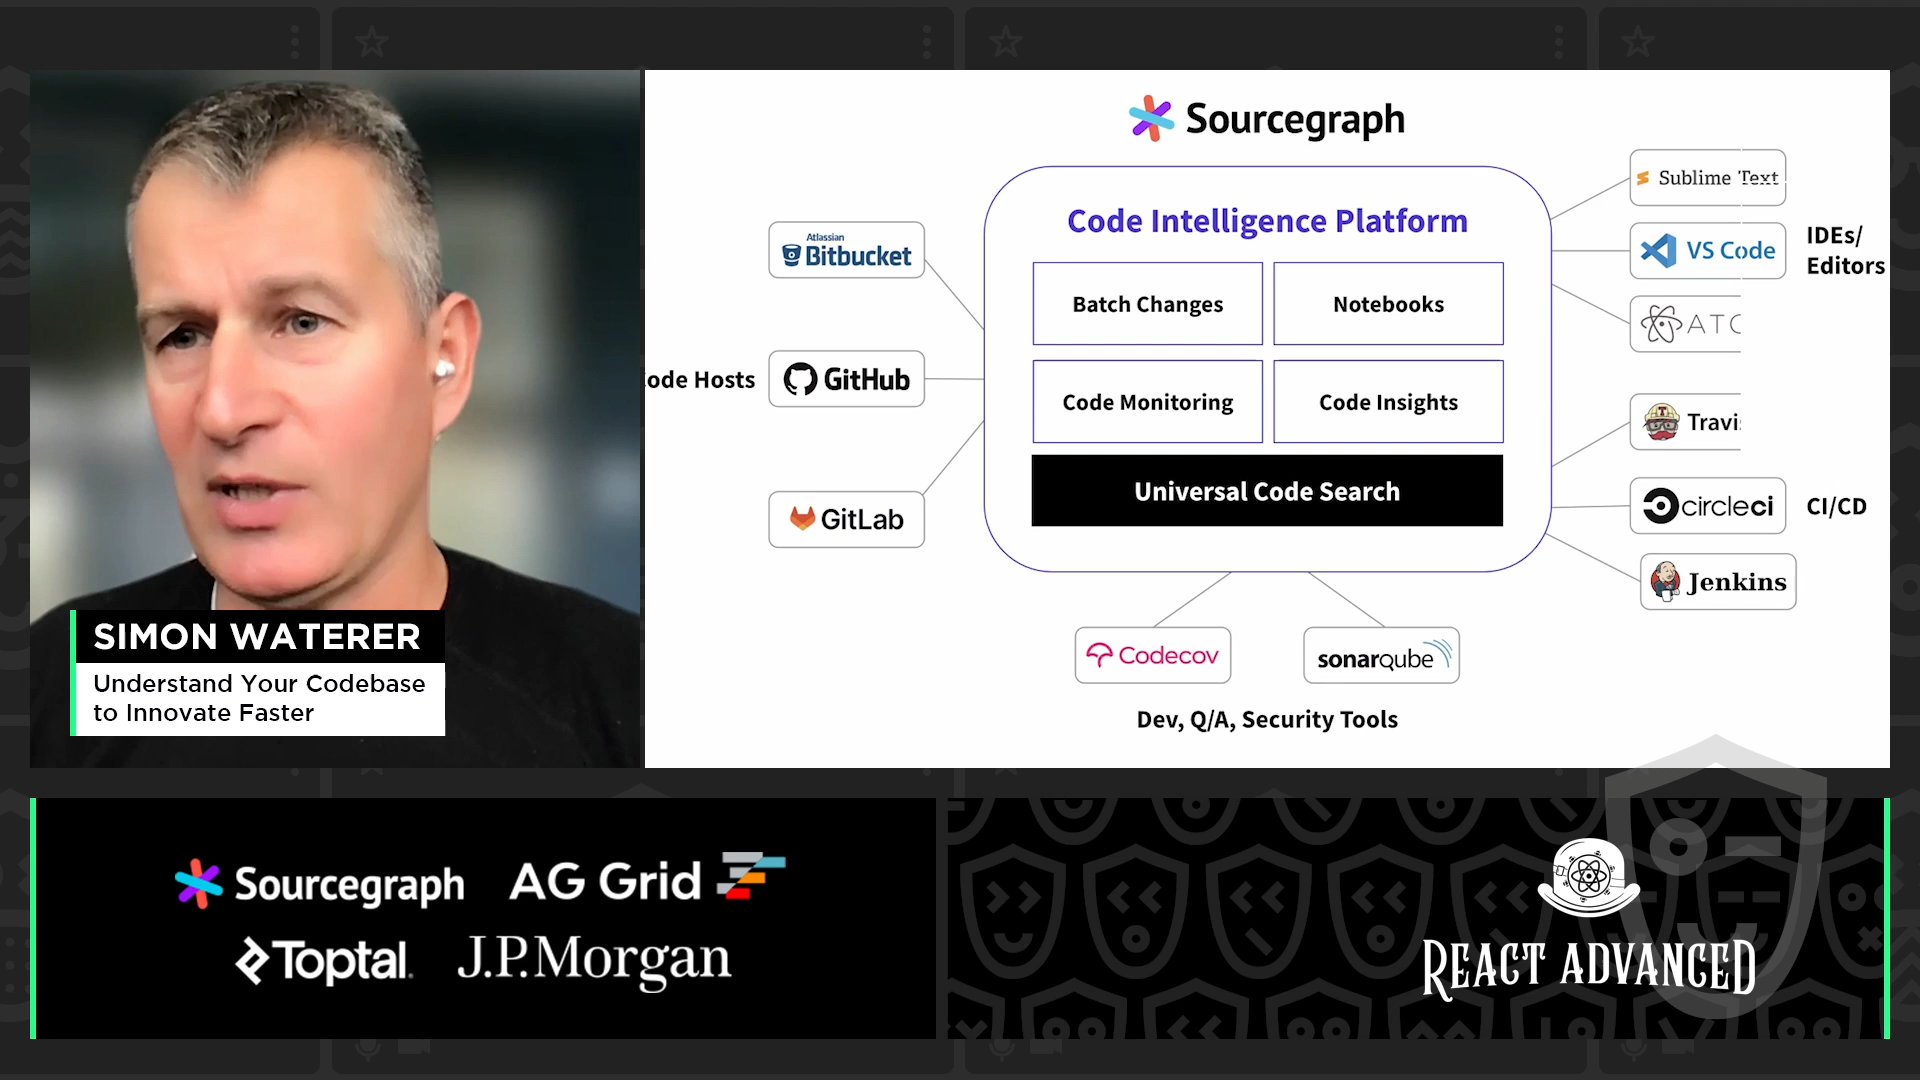 Sourcegraph
Code Intelligence Platform
Batch Changes
Notebooks
Code Monitoring
Code Insights
Universal Code Search
ode Hosts
Atlassian
Bitbucket
GitHub
GitLab
Sublime Text
VS Code
ATO
IDEs/
Editors
Travis
circleci
Jenkins
CI/CD
Codecov
sonarqube
Dev, Q/A, Security Tools
SIMON WATERER
Understand Your Codebase
to Innovate Faster
Sourcegraph
AG Grid
Toptal
J.P.Morgan
REACT ADVANCED